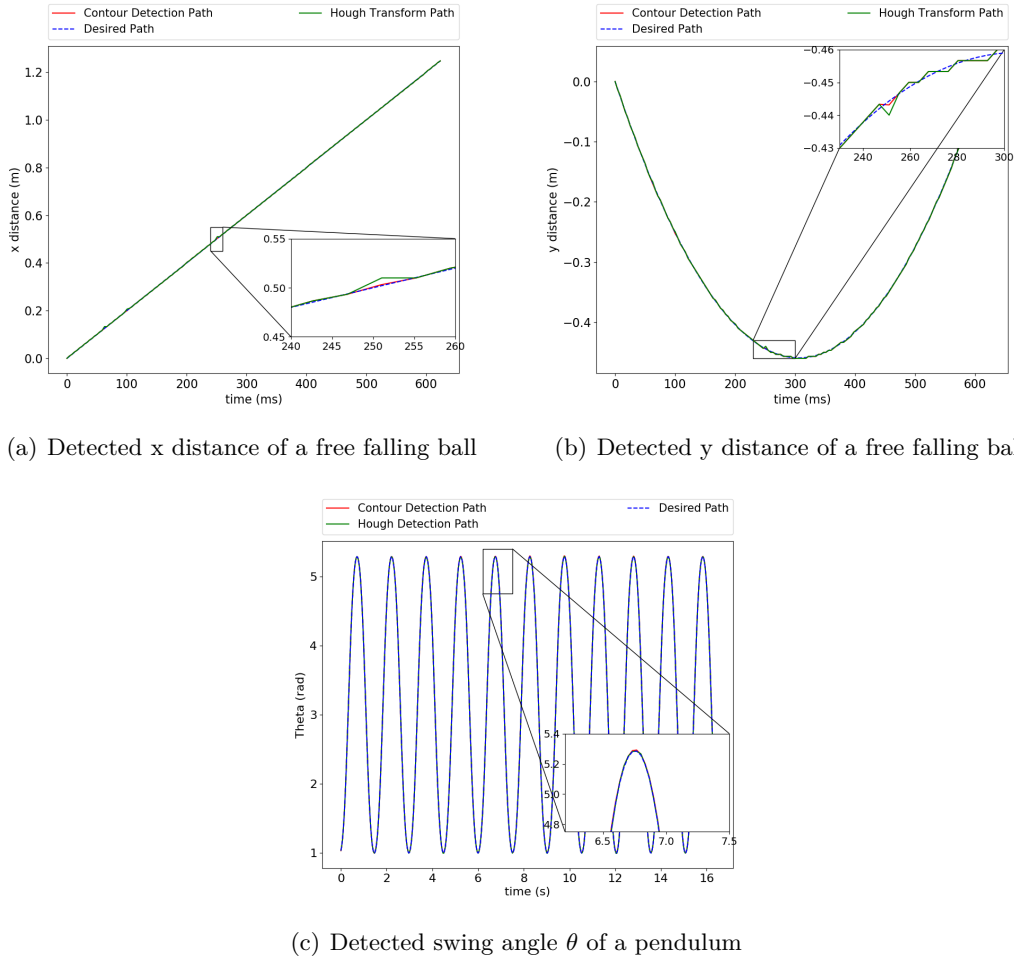 Contour Detection Path Hough Transform Path
Desired Path
1.2
1.0
0.8
0.6
0.4
0.2
0.0
x distance (m)
0.55
0.50
0.45
240 245 250 255 260
0 100 200 300 400 500 600
time (ms)
(a) Detected x distance of a free falling ball
Contour Detection Path Hough Transform Path
Desired Path
0.0
−0.1
−0.2
−0.3
−0.4
y distance (m)
−0.46
−0.45
−0.44
−0.43
240 260 280 300
0 100 200 300 400 500 600
time (ms)
(b) Detected y distance of a free falling bal
Contour Detection Path Desired Path
Hough Detection Path
5
4
3
2
1
Theta (rad)
5.4
5.2
5.0
4.8
6.5 7.0 7.5
0 2 4 6 8 10 12 14 16
time (s)
(c) Detected swing angle θ of a pendulum